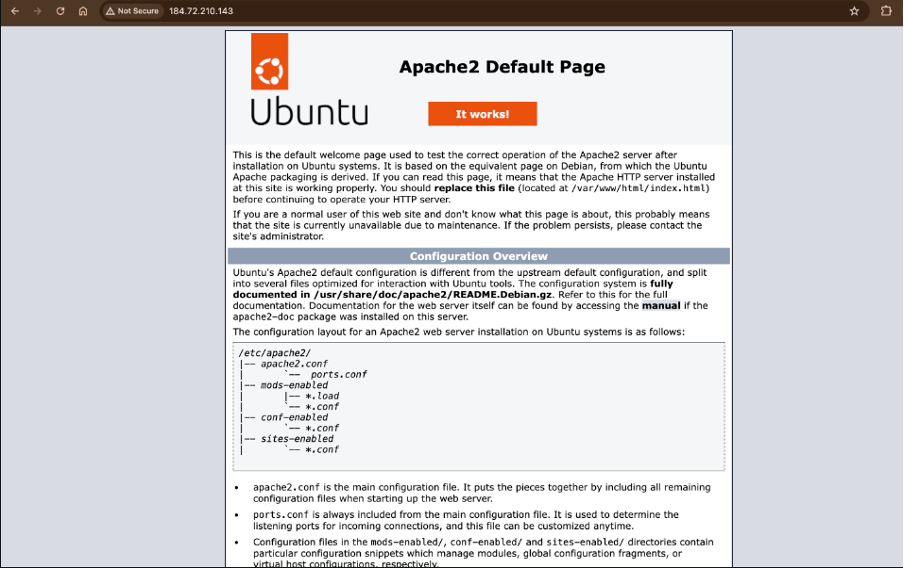 Not Secure 184.72.210.143
Apache2 Default Page
Ubuntu
It works!
This is the default welcome page used to test the correct operation of the Apache2 server after
installation on Ubuntu systems. It is based on the equivalent page on Debian, from which the Ubuntu
Apache packaging is derived. If you can read this page, it means that the Apache HTTP server installed
at this site is working properly. You should replace this file (located at /var/www/html/index.html)
before continuing to operate your HTTP server.
If you are a normal user of this web site and don't know what this page is about, this probably means
that the site is currently unavailable due to maintenance. If the problem persists, please contact the
site's administrator.
Configuration Overview
Ubuntu's Apache2 default configuration is different from the upstream default configuration, and split
into several files optimized for interaction with Ubuntu tools. The configuration system is fully
documented in /usr/share/doc/apache2/README.Debian.gz. Refer to this for the full
documentation. Documentation for the web server itself can be found by accessing the manual if the
apache2-doc package was installed on this server.
The configuration layout for an Apache2 web server installation on Ubuntu systems is as follows:
/etc/apache2/
|-- apache2.conf
|       `--  ports.conf
|-- mods-enabled
|       |-- *.load
|       `-- *.conf
|-- conf-enabled
|       `-- *.conf
|-- sites-enabled
|       `-- *.conf
• apache2.conf is the main configuration file. It puts the pieces together by including all remaining
configuration files when starting up the web server.
• ports.conf is always included from the main configuration file. It is used to determine the
listening ports for incoming connections, and this file can be customized anytime.
• Configuration files in the mods-enabled/, conf-enabled/ and sites-enabled/ directories contain
particular configuration snippets which manage modules, global configuration fragments, or
virtual host configurations, respectively.